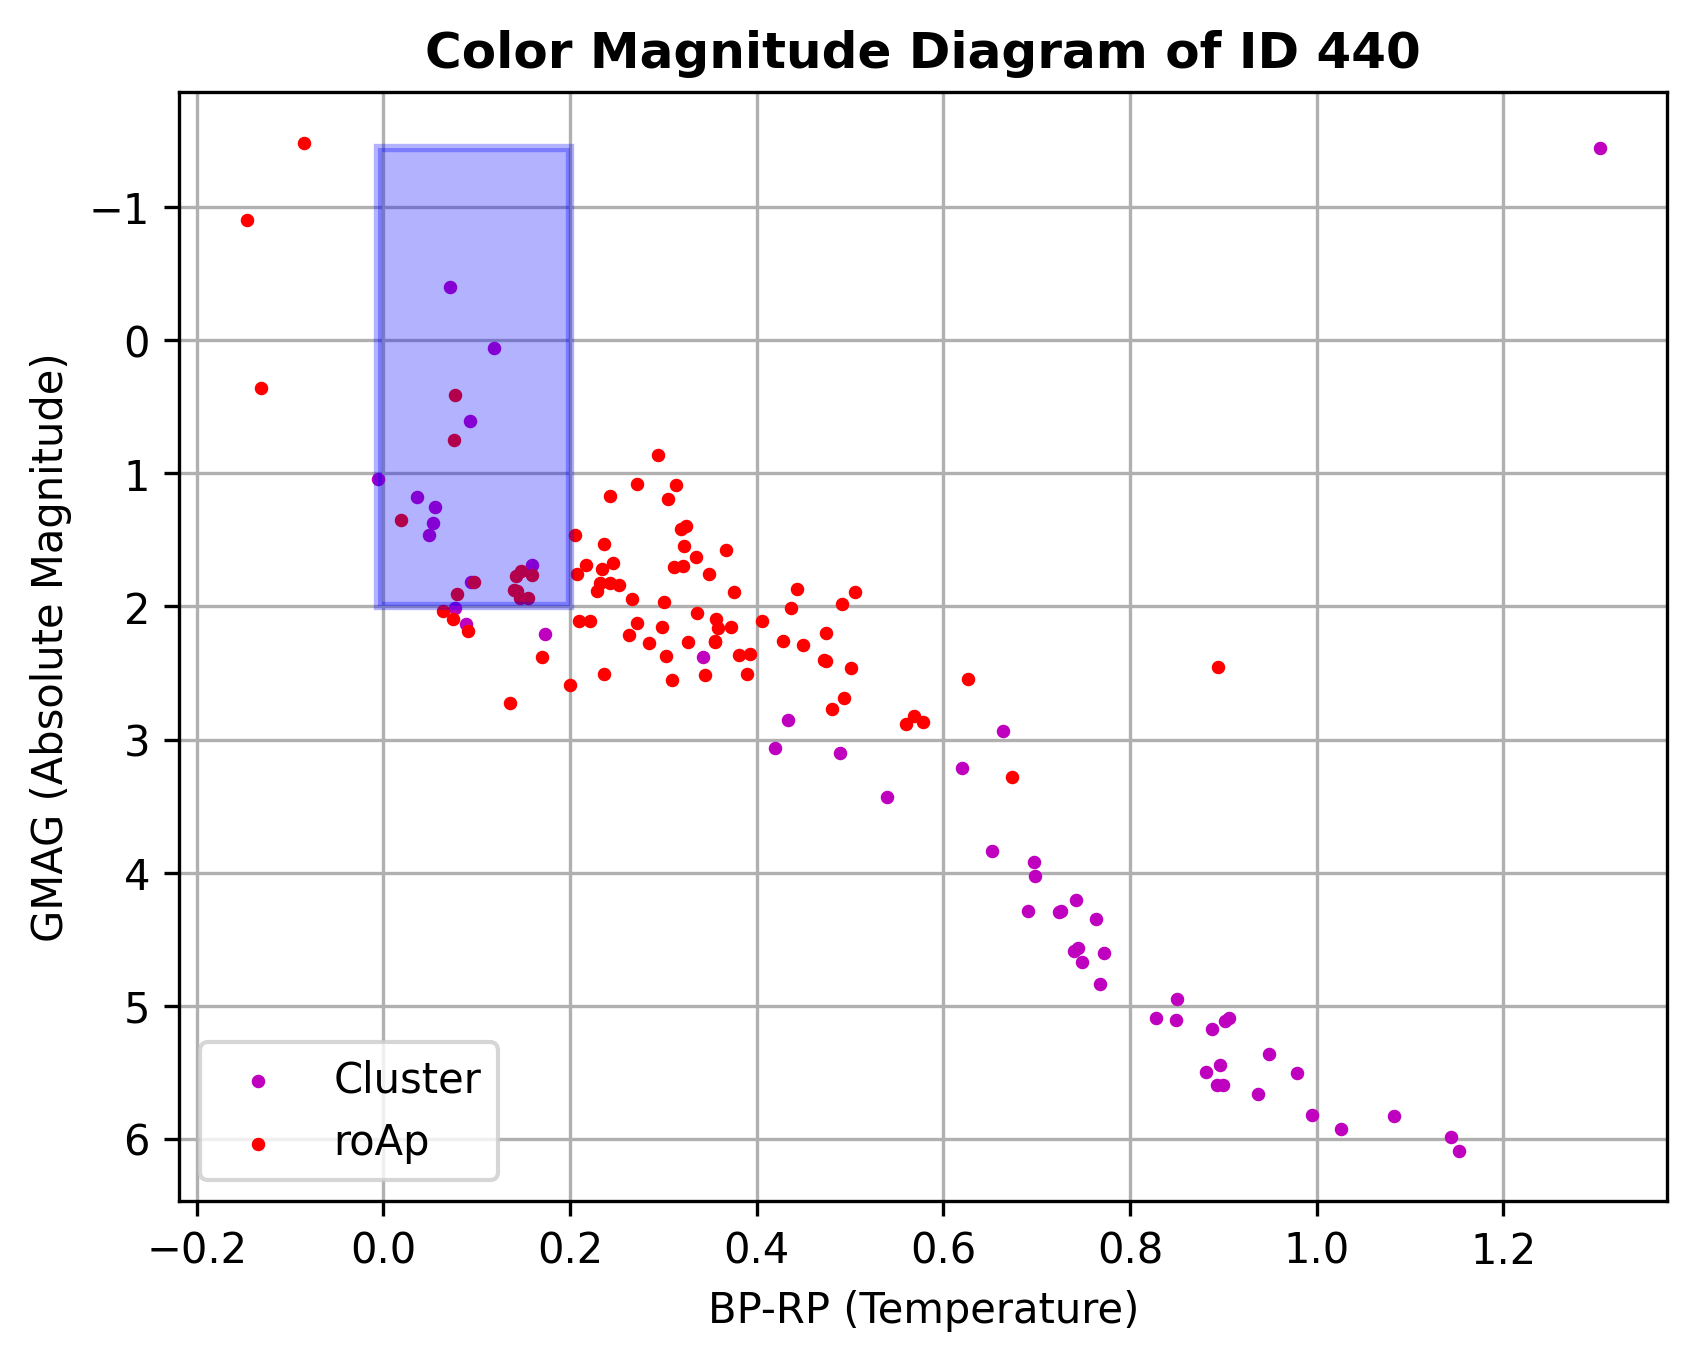 Color Magnitude Diagram of ID 440
GMAG (Absolute Magnitude)
−1
0
1
2
3
4
5
6
Cluster
roAp
−0.2 0.0 0.2 0.4 0.6 0.8 1.0 1.2
BP-RP (Temperature)